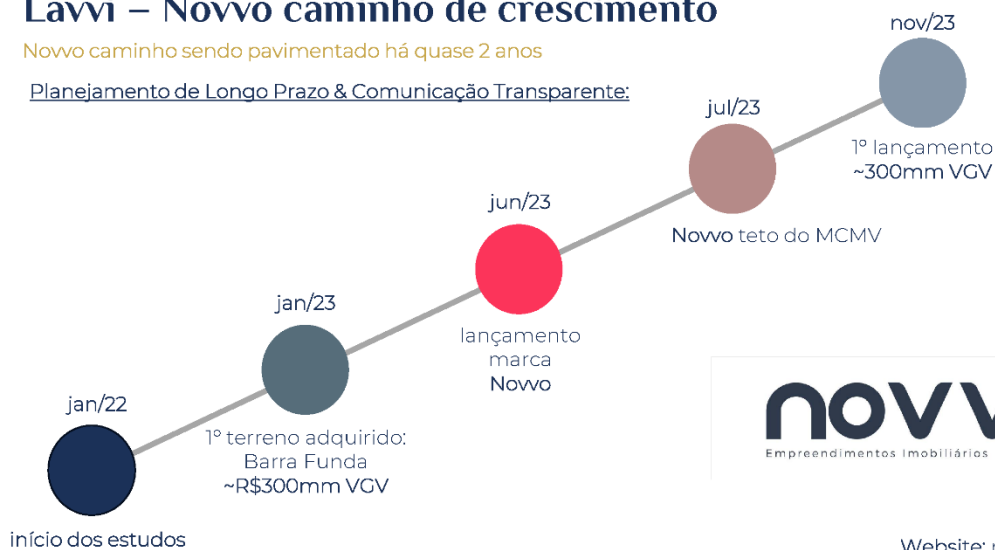 Lavvi – Novvo caminho de crescimento
Novvo caminho sendo pavimentado há quase 2 anos
Planejamento de Longo Prazo & Comunicação Transparente:
nov/23
1º lançamento
~300mm VGV
jul/23
Novvo teto do MCMV
jun/23
lançamento
marca
Novvo
jan/23
1º terreno adquirido:
Barra Funda
~R$300mm VGV
jan/22
início dos estudos
novv
Empreendimentos Imobiliários
Website: